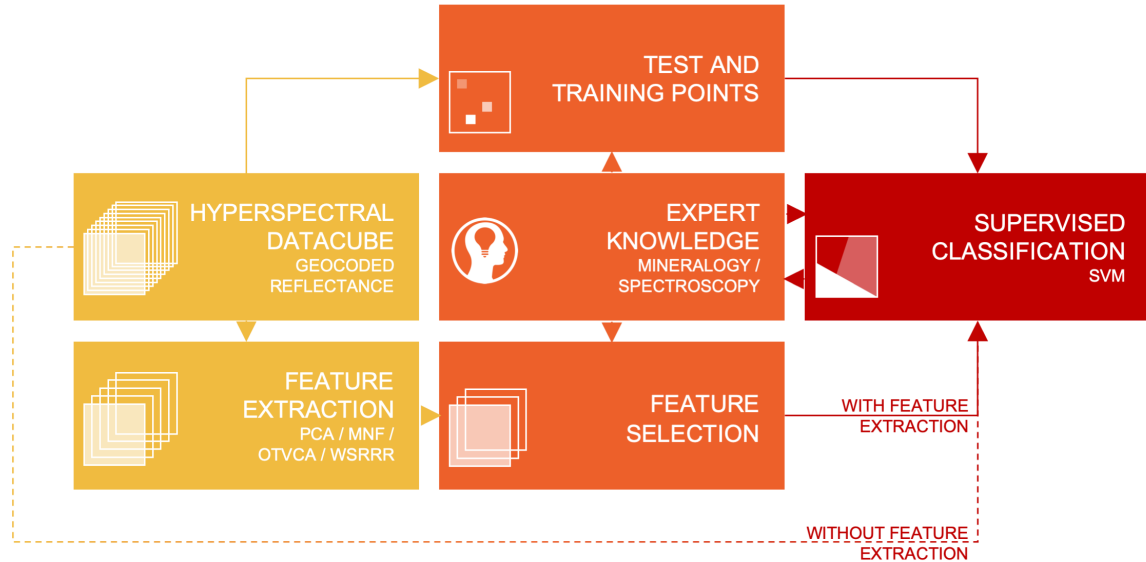 TEST AND
TRAINING POINTS
HYPERSPECTRAL
DATACUBE
GEOCODED
REFLECTANCE
EXPERT
KNOWLEDGE
MINERALOGY /
SPECTROSCOPY
SUPERVISED
CLASSIFICATION
SVM
FEATURE
EXTRACTION
PCA / MNF /
OTVCA / WSRRR
FEATURE
SELECTION
WITH FEATURE
EXTRACTION
WITHOUT FEATURE
EXTRACTION